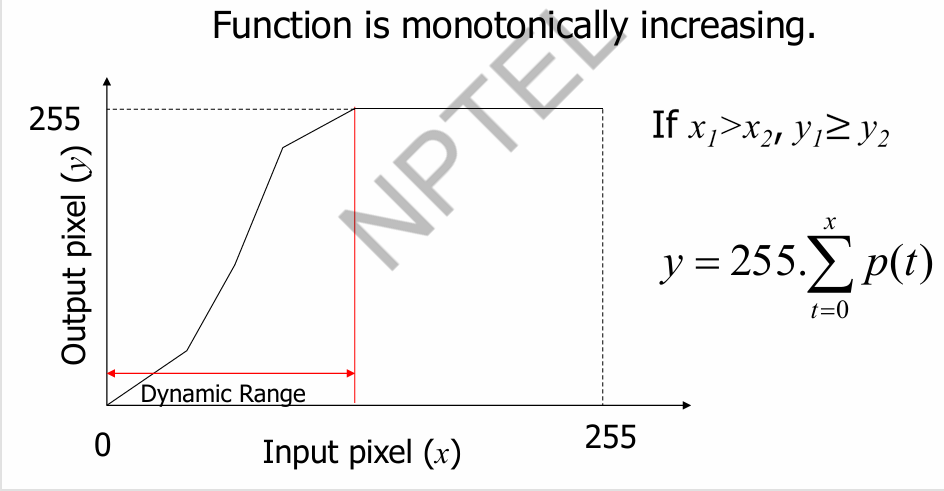 Function is monotonically increasing.
NPTEL
255
Output pixel (y)
If x₁>x₂, y₁≥ y₂
y = 255.∑ₜ₌₀ˣ p(t)
Dynamic Range
0
Input pixel (x)
255